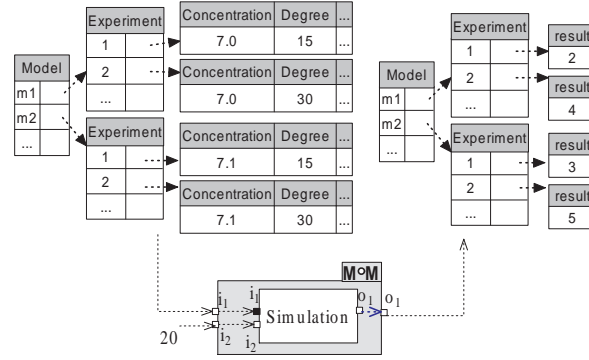 Concentration Degree ...
7.0 15 ...
Experiment
1
2
...
Concentration Degree ...
7.0 30 ...
Model
m1
m2
...
Experiment
1
2
...
Concentration Degree ...
7.1 15 ...
Concentration Degree ...
7.1 30 ...
Model
m1
m2
...
Experiment
1
2
...
result
2
result
4
Experiment
1
2
...
result
3
result
5
M°M
i1 i1 o1 o1
Simulation
20 i2 i2